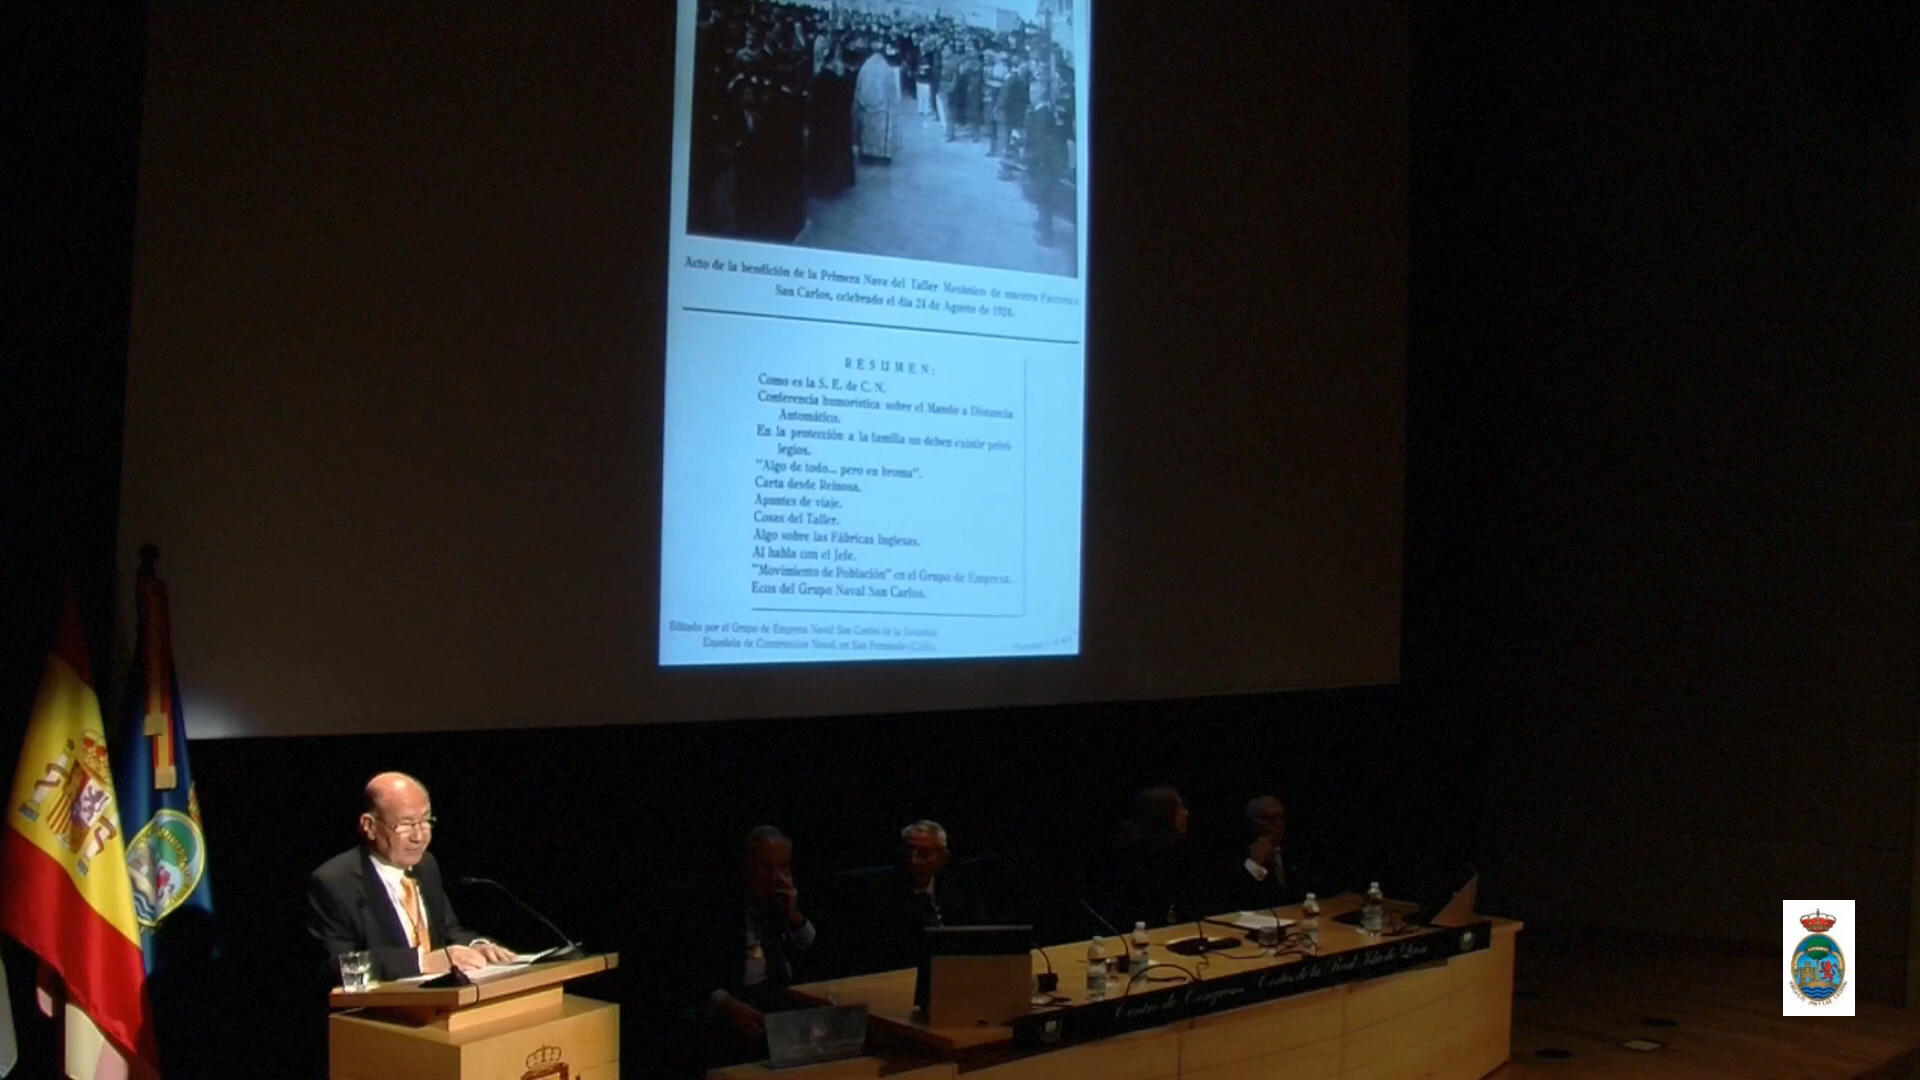 Acto de la bendición de la Primera Nave del Taller Mecánico de nuestra Factoria
San Carlos, celebrado el día 24 de Agosto de 1924.
RESUMEN:
Como es la S. E. de C. N.
Conferencia humorística sobre el Mando a Distancia
Automático.
En la protección a la familia no deben existir privi-
legios.
"Algo de todo... pero en broma".
Carta desde Reinosa.
Apuntes de viaje.
Cosas del Taller.
Algo sobre las Fábricas Inglesas.
Al habla con el Jefe.
"Movimiento de Población" en el Grupo de Empresa.
Ecos del Grupo Naval San Carlos.
Editado por el Grupo de Empresa Naval San Carlos de la Sociedad
Española de Construcción Naval, en San Fernando (Cádiz)
Centro de Congresos Cortes de la Real Isla de León